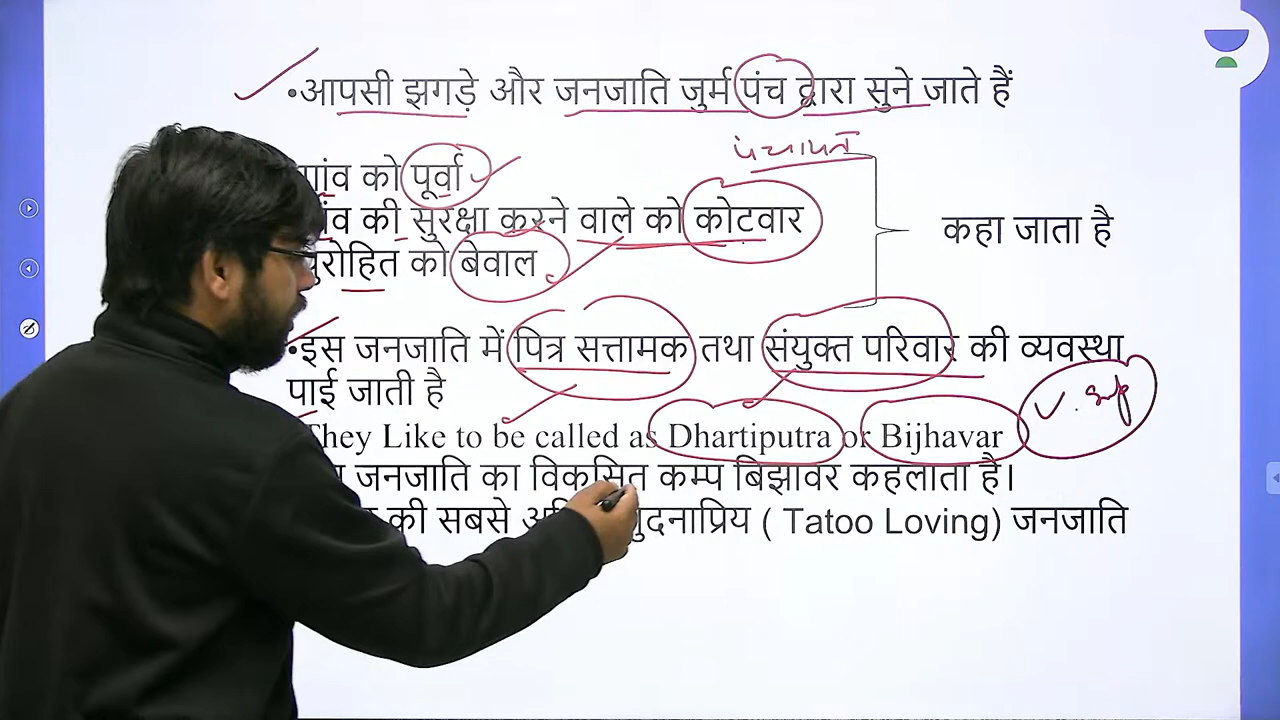 •आपसी झगड़े और जनजाति जुर्म पंच द्वारा सुने जाते हैं
पंचायत
गांव को पूर्वा
की सुरक्षा करने वाले को कोटवार
को बेवाल
कहा जाता है
•इस जनजाति में पित्र सत्तामक तथा संयुक्त परिवार की व्यवस्था
पाई जाती है
They Like to be called as Dhartiputra or Bijhavar
जनजाति का विकसित कम्प बिझावर कहलाता है।
की सबसे गुदनाप्रिय ( Tatoo Loving) जनजाति